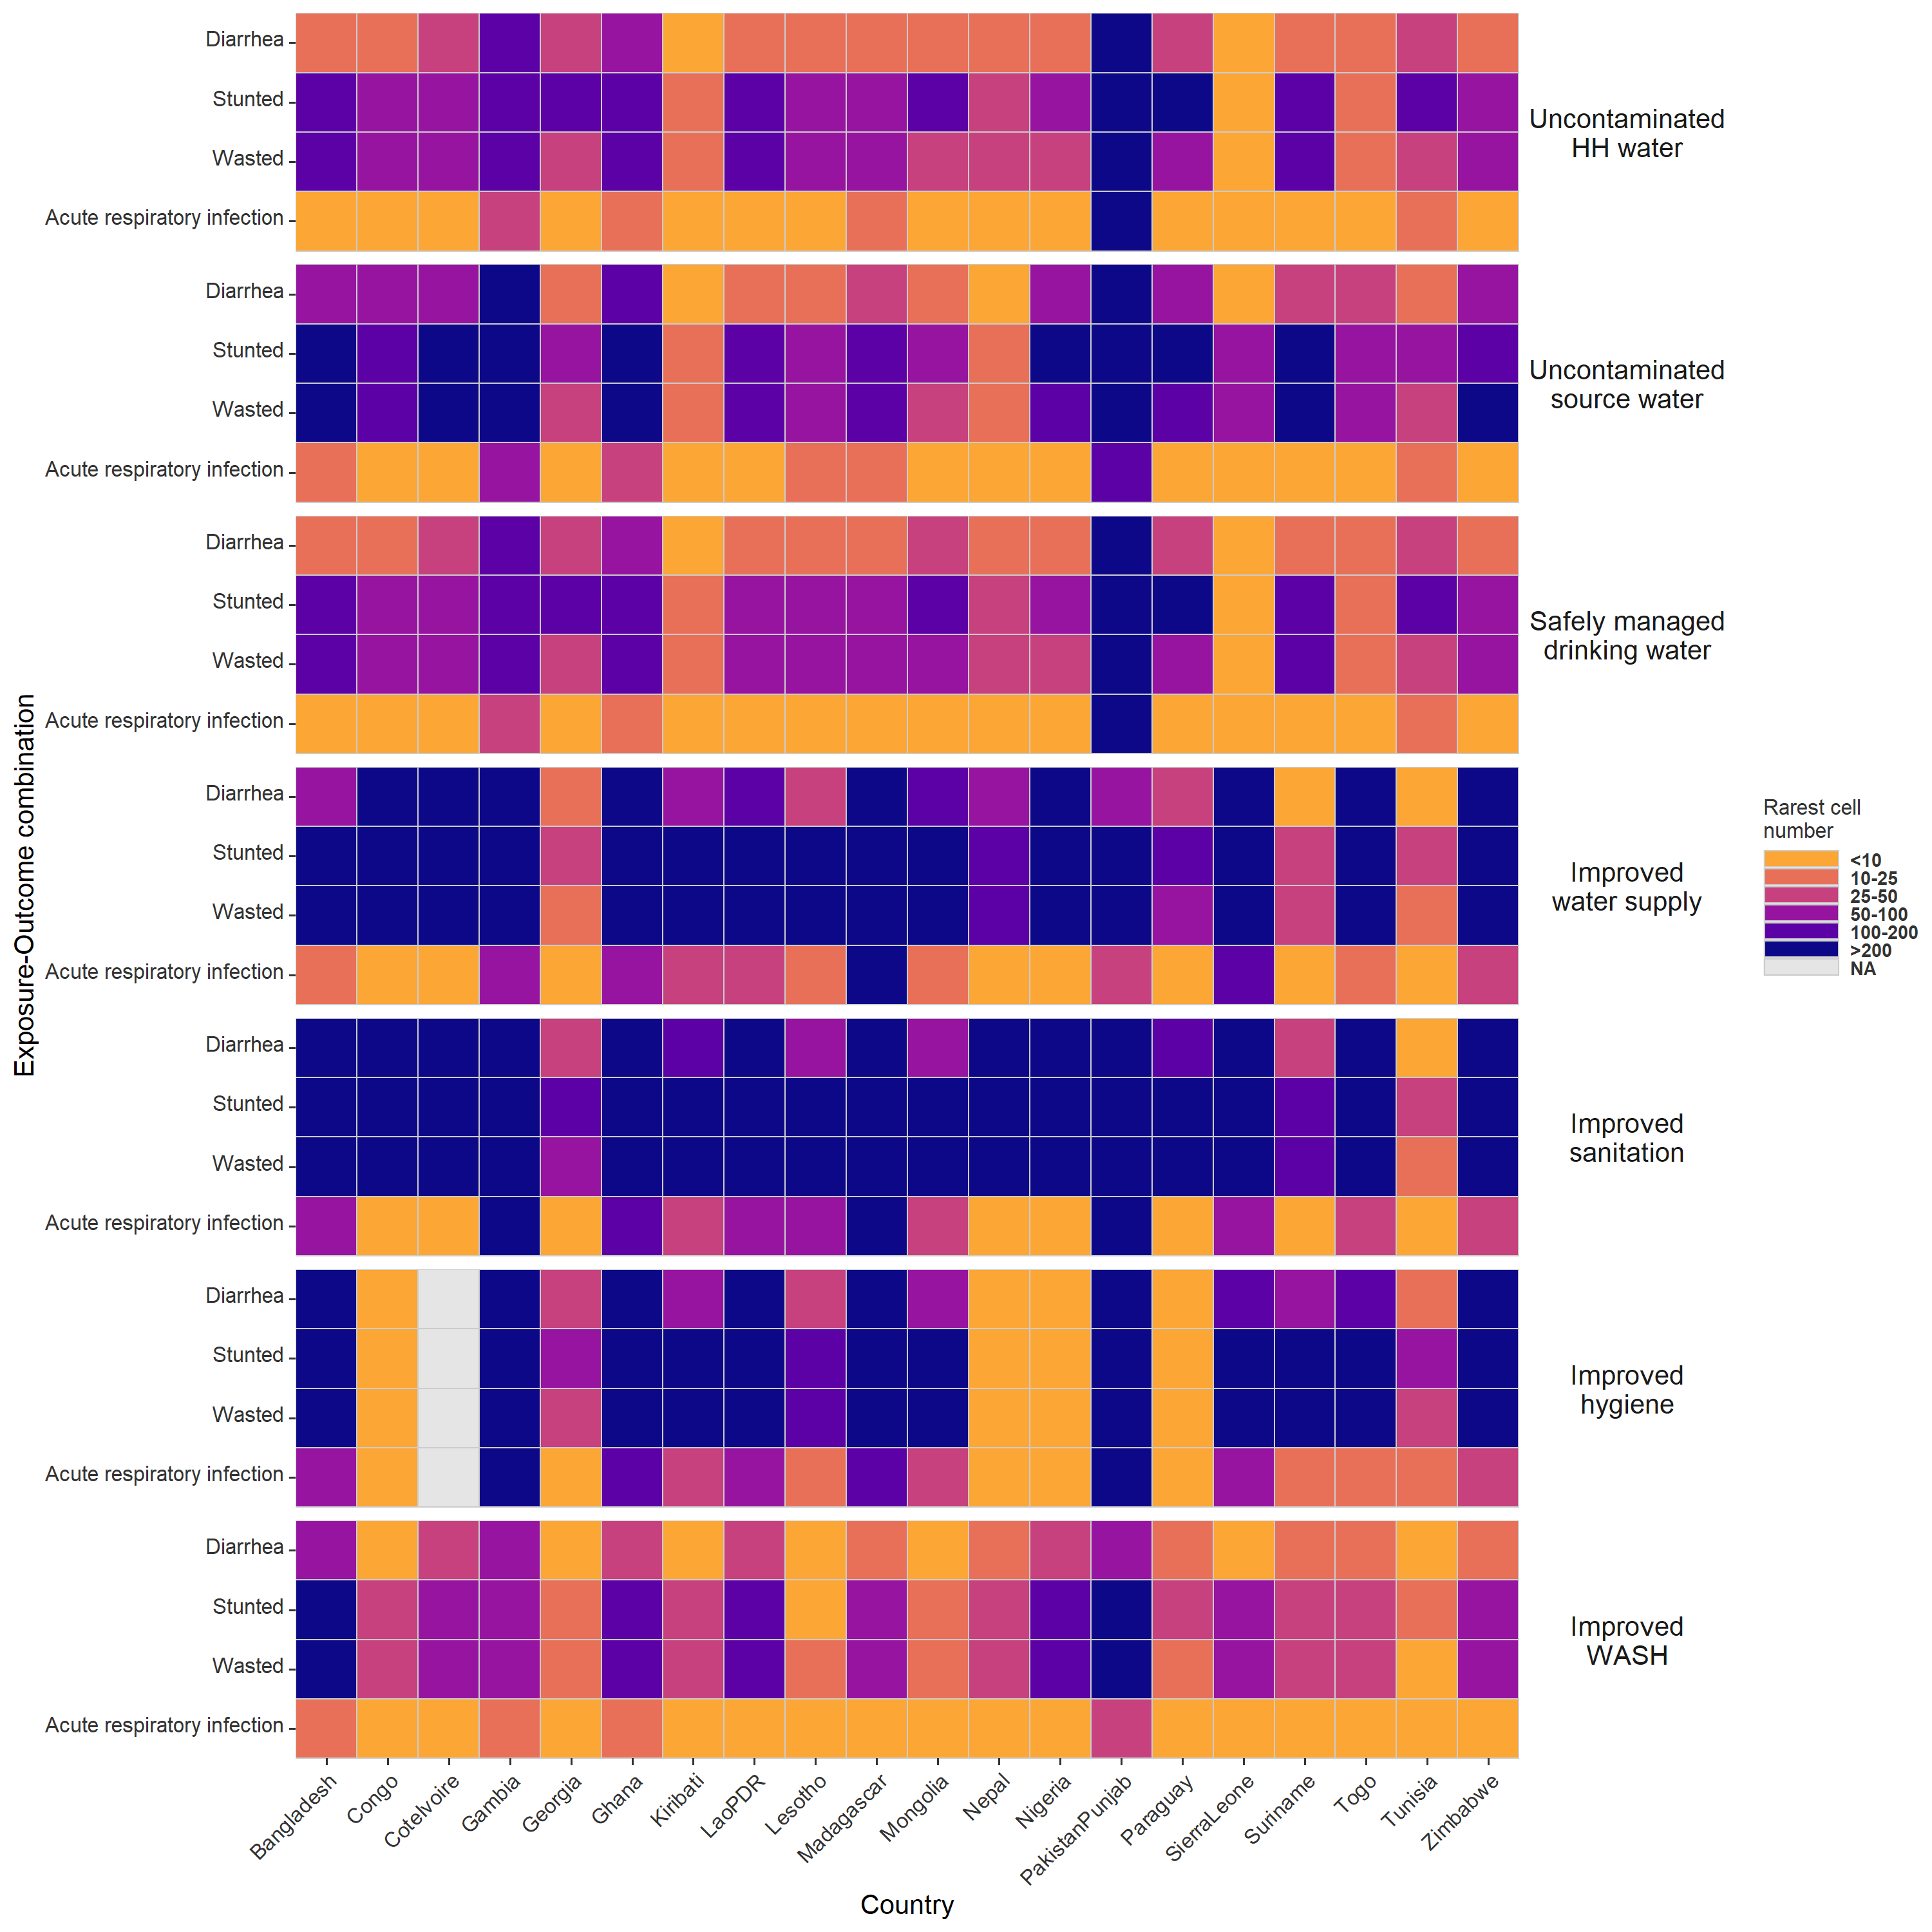 Diarrhea
Stunted
Wasted
Acute respiratory infection
Uncontaminated
HH water
Diarrhea
Stunted
Wasted
Acute respiratory infection
Uncontaminated
source water
Diarrhea
Stunted
Wasted
Acute respiratory infection
Safely managed
drinking water
Diarrhea
Stunted
Wasted
Acute respiratory infection
Improved
water supply
Diarrhea
Stunted
Wasted
Acute respiratory infection
Improved
sanitation
Diarrhea
Stunted
Wasted
Acute respiratory infection
Improved
hygiene
Diarrhea
Stunted
Wasted
Acute respiratory infection
Improved
WASH
Exposure-Outcome combination
Rarest cell
number
<10
10-25
25-50
50-100
100-200
>200
NA
Bangladesh
Congo
CoteIvoire
Gambia
Georgia
Ghana
Kiribati
LaoPDR
Lesotho
Madagascar
Mongolia
Nepal
Nigeria
PakistanPunjab
Paraguay
SierraLeone
Suriname
Togo
Tunisia
Zimbabwe
Country